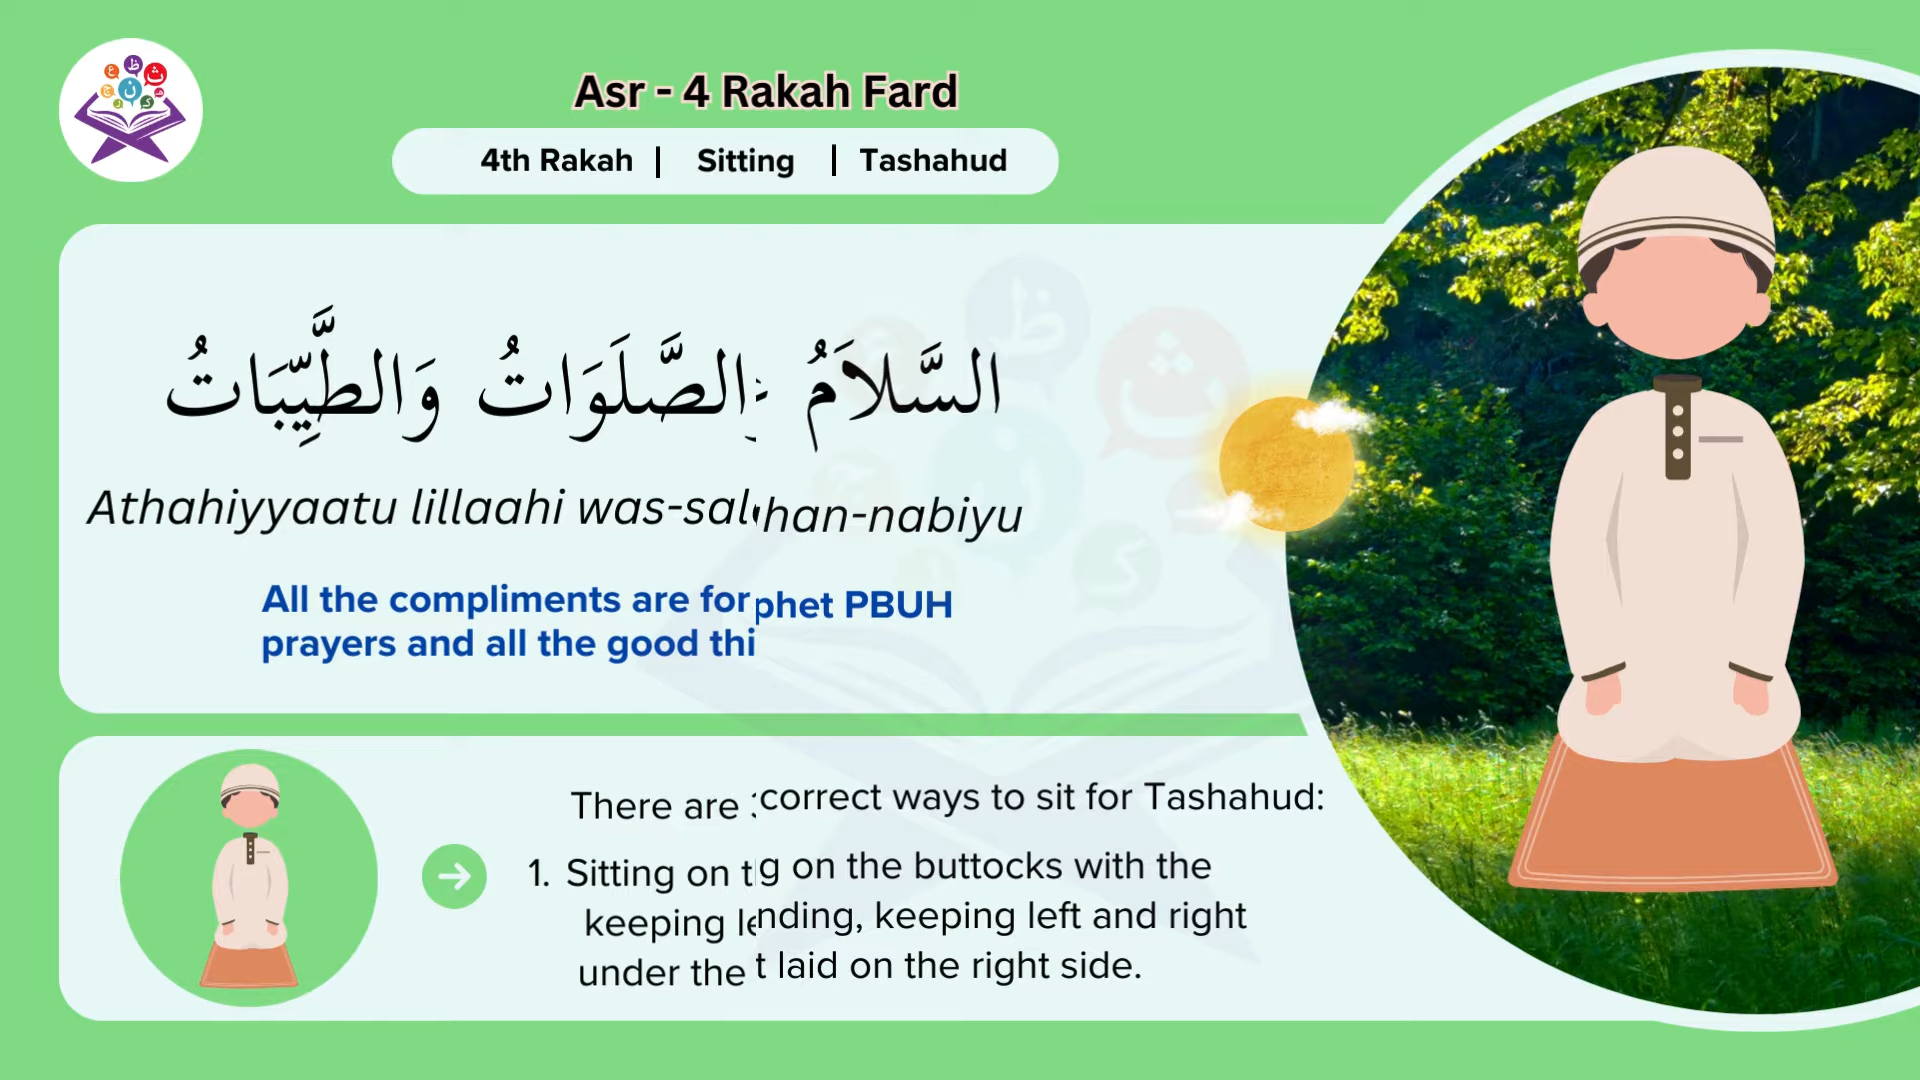 Asr - 4 Rakah Fard
4th Rakah | Sitting | Tashahud
السَّلاَمُ الصَّلَوَاتُ وَالطَّيِّبَاتُ
Athahiyyaatu lillaahi was-sal han-nabiyu
All the compliments are for phet PBUH
prayers and all the good thi
There are correct ways to sit for Tashahud:
1. Sitting on t g on the buttocks with the
keeping le nding, keeping left and right
under the t laid on the right side.